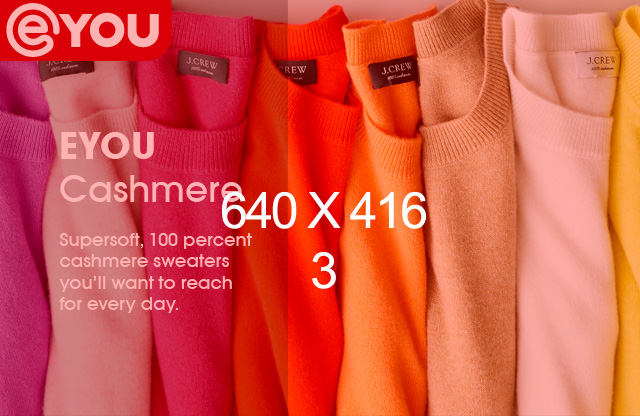 eYOU
J.CREW
J.CREW
CREW
J.CREW
J.CREW
EYOU
Cashmere
640 X 416
3
Supersoft, 100 percent
cashmere sweaters
you'll want to reach
for every day.